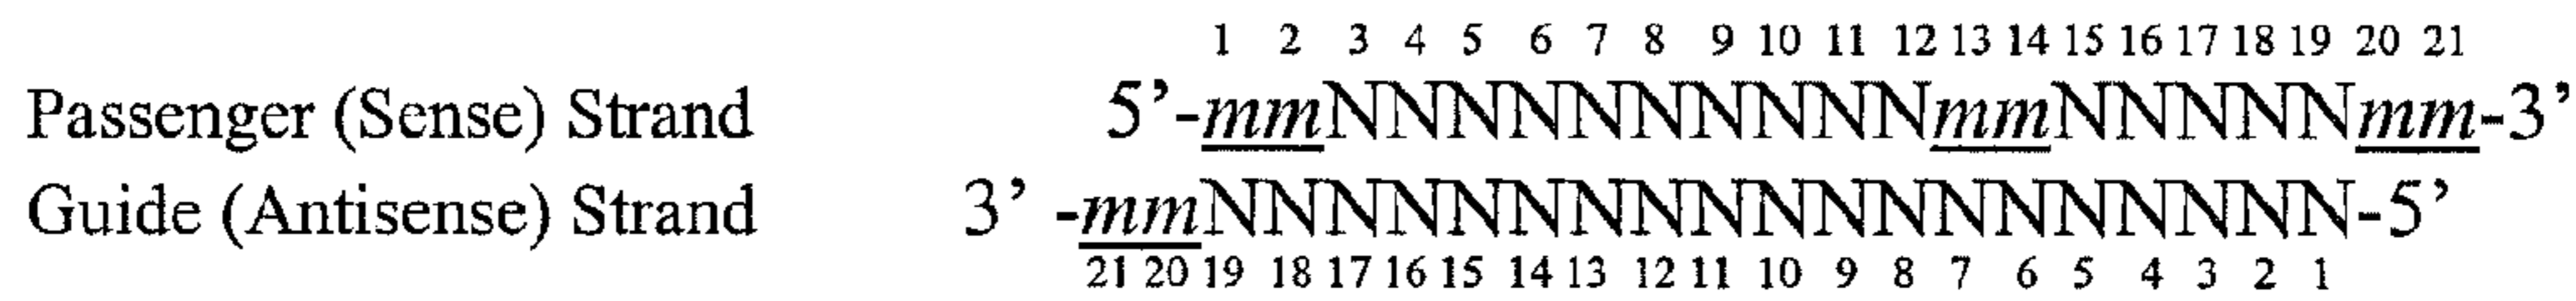 1 2 3 4 5 6 7 8 9 10 11 12 13 14 15 16 17 18 19 20 21
Passenger (Sense) Strand 5’-mmNNNNNNNNNNmmNNNNNmm-3’
Guide (Antisense) Strand 3’ -mmNNNNNNNNNNNNNNNNNNN-5’
21 20 19 18 17 16 15 14 13 12 11 10 9 8 7 6 5 4 3 2 1